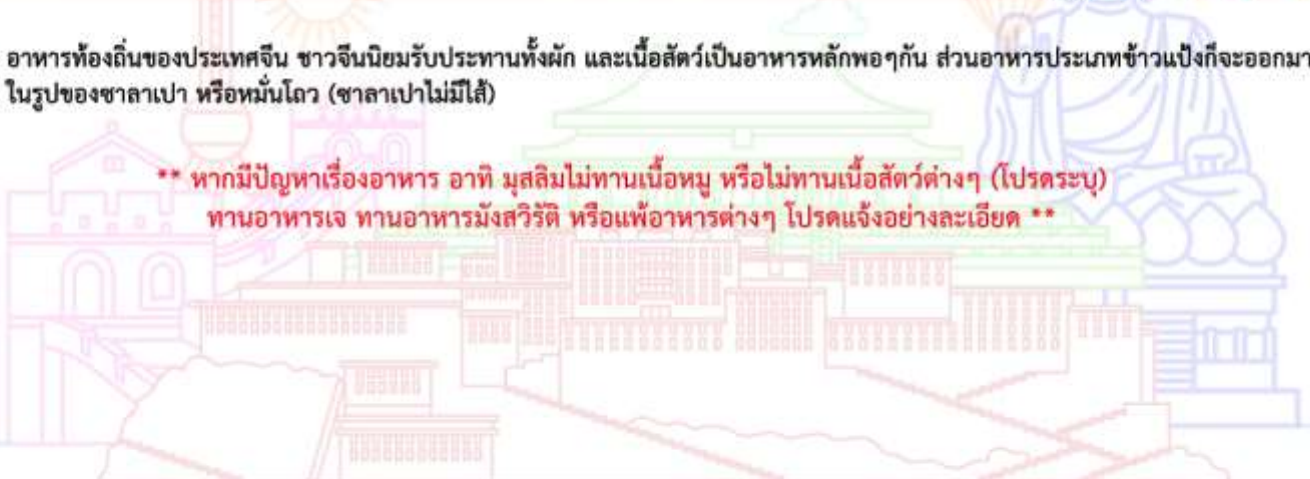 อาหารท้องถิ่นของประเทศจีน ชาวจีนนิยมรับประทานทั้งผัก และเนื้อสัตว์เป็นอาหารหลักพอๆกัน ส่วนอาหารประเภทข้าวแป้งก็จะออกมา
ในรูปของซาลาเปา หรือหมั่นโถว (ซาลาเปาไม่มีไส้)
** หากมีปัญหาเรื่องอาหาร อาทิ มุสลิมไม่ทานเนื้อหมู หรือไม่ทานเนื้อสัตว์ต่างๆ (โปรดระบุ)
ทานอาหารเจ ทานอาหารมังสวิรัติ หรือแพ้อาหารต่างๆ โปรดแจ้งอย่างละเอียด **